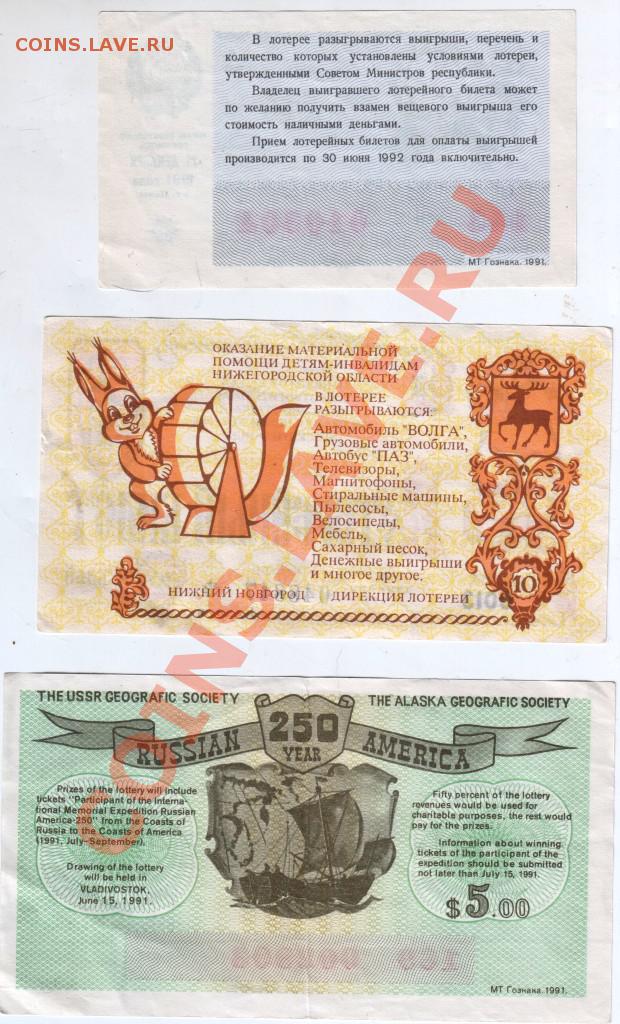 COINS.LAVE.RU
В лотерее разыгрываются выигрыши, перечень и
количество которых установлены условиями лотереи,
утвержденными Советом Министров республики.
Владелец выигравшего лотерейного билета может
по желанию получить взамен вещевого выигрыша его
стоимость наличными деньгами.
Прием лотерейных билетов для оплаты выигрышей
производится по 30 июня 1992 года включительно.
МТ Гознака. 1991.
ОКАЗАНИЕ МАТЕРИАЛЬНОЙ
ПОМОЩИ ДЕТЯМ-ИНВАЛИДАМ
НИЖЕГОРОДСКОЙ ОБЛАСТИ
В ЛОТЕРЕЕ
РАЗЫГРЫВАЮТСЯ:
Автомобиль "ВОЛГА",
Грузовые автомобили,
Автобус "ПАЗ",
Телевизоры,
Магнитофоны,
Стиральные машины,
Пылесосы,
Велосипеды,
Мебель,
Сахарный песок,
Денежные выигрыши
и многое другое.
10
НИЖНИЙ НОВГОРОД ДИРЕКЦИЯ ЛОТЕРЕИ
COINS.LAVE.RU
THE USSR GEOGRAFIC SOCIETY
THE ALASKA GEOGRAFIC SOCIETY
RUSSIAN 250 YEAR AMERICA
Prizes of the lottery will include
tickets "Participant of the Interna-
tional Memorial Expedition Russian
America-250" from the Coasts of
Russia to the Coasts of America
(1991, July–September).
Drawing of the lottery
will be held in
VLADIVOSTOK,
June 15, 1991.
Fifty percent of the lottery
revenues would be used for
charitable purposes, the rest would
pay for the prizes.
Information about winning
tickets of the participant of the
expedition should be submitted
not later than July 15, 1991.
$5.00
МТ Гознака. 1991.